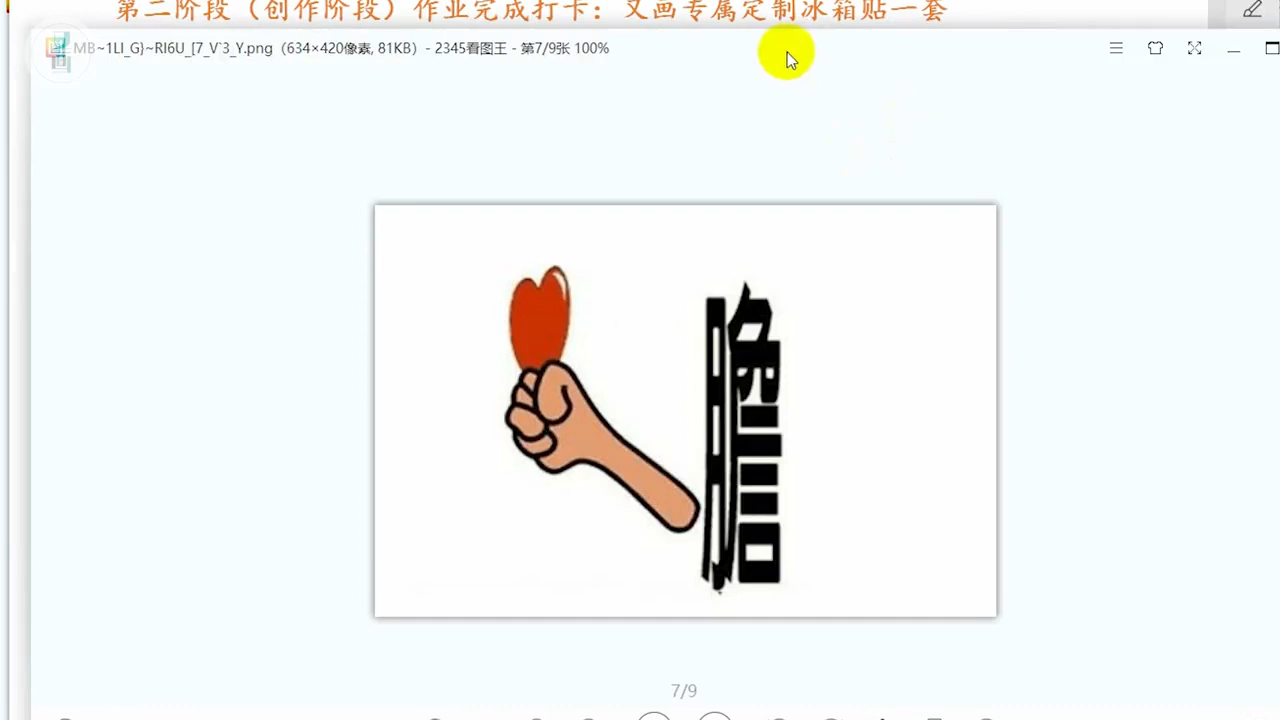 第二阶段（创作阶段）作业完成打卡：又画专属定制冰箱贴一套
MB~1LI_G}~RI6U_[7_V`3_Y.png（634×420像素, 81KB）- 2345看图王 - 第7/9张 100%
膽
7/9